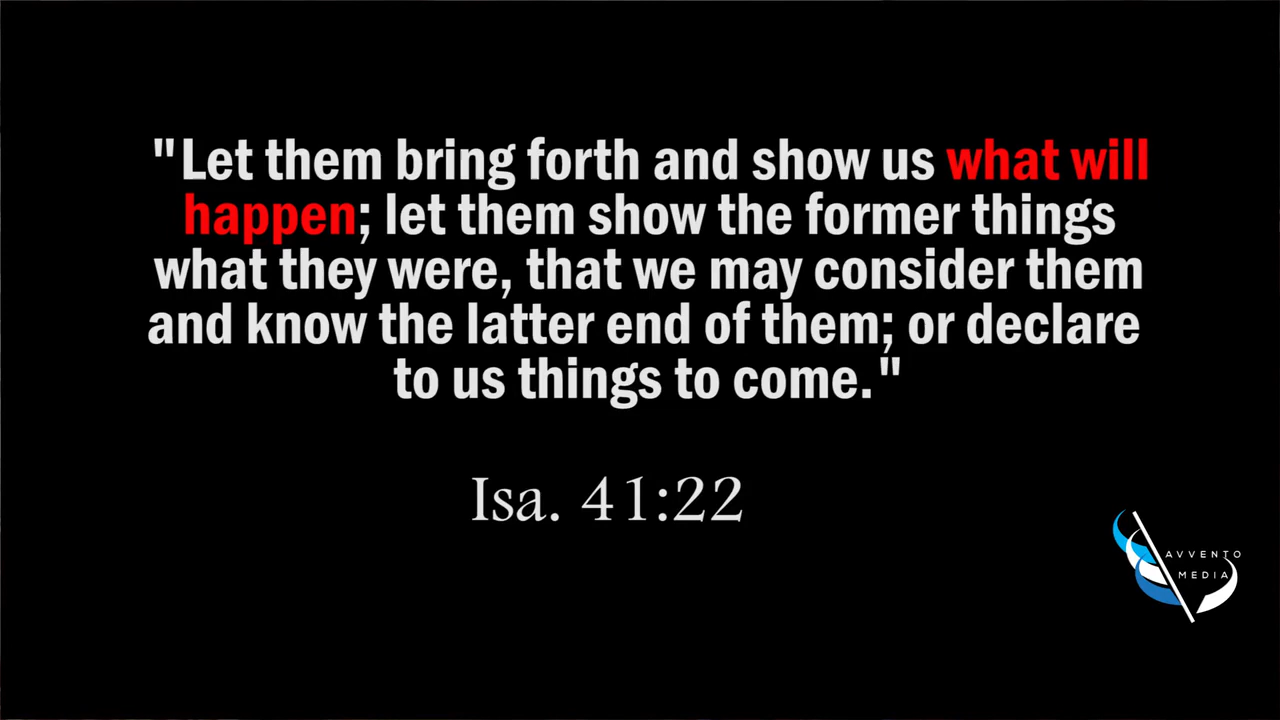 "Let them bring forth and show us what will
happen; let them show the former things
what they were, that we may consider them
and know the latter end of them; or declare
to us things to come."
Isa. 41:22
AVVENTO
MEDIA